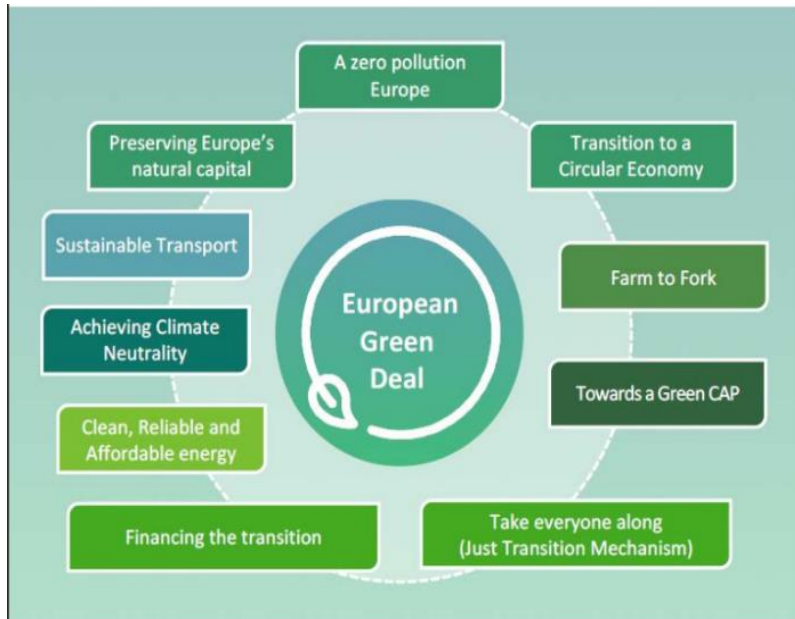 A zero pollution
Europe
Preserving Europe's
natural capital
Transition to a
Circular Economy
Sustainable Transport
Farm to Fork
European
Green
Deal
Achieving Climate
Neutrality
Towards a Green CAP
Clean, Reliable and
Affordable energy
Financing the transition
Take everyone along
(Just Transition Mechanism)